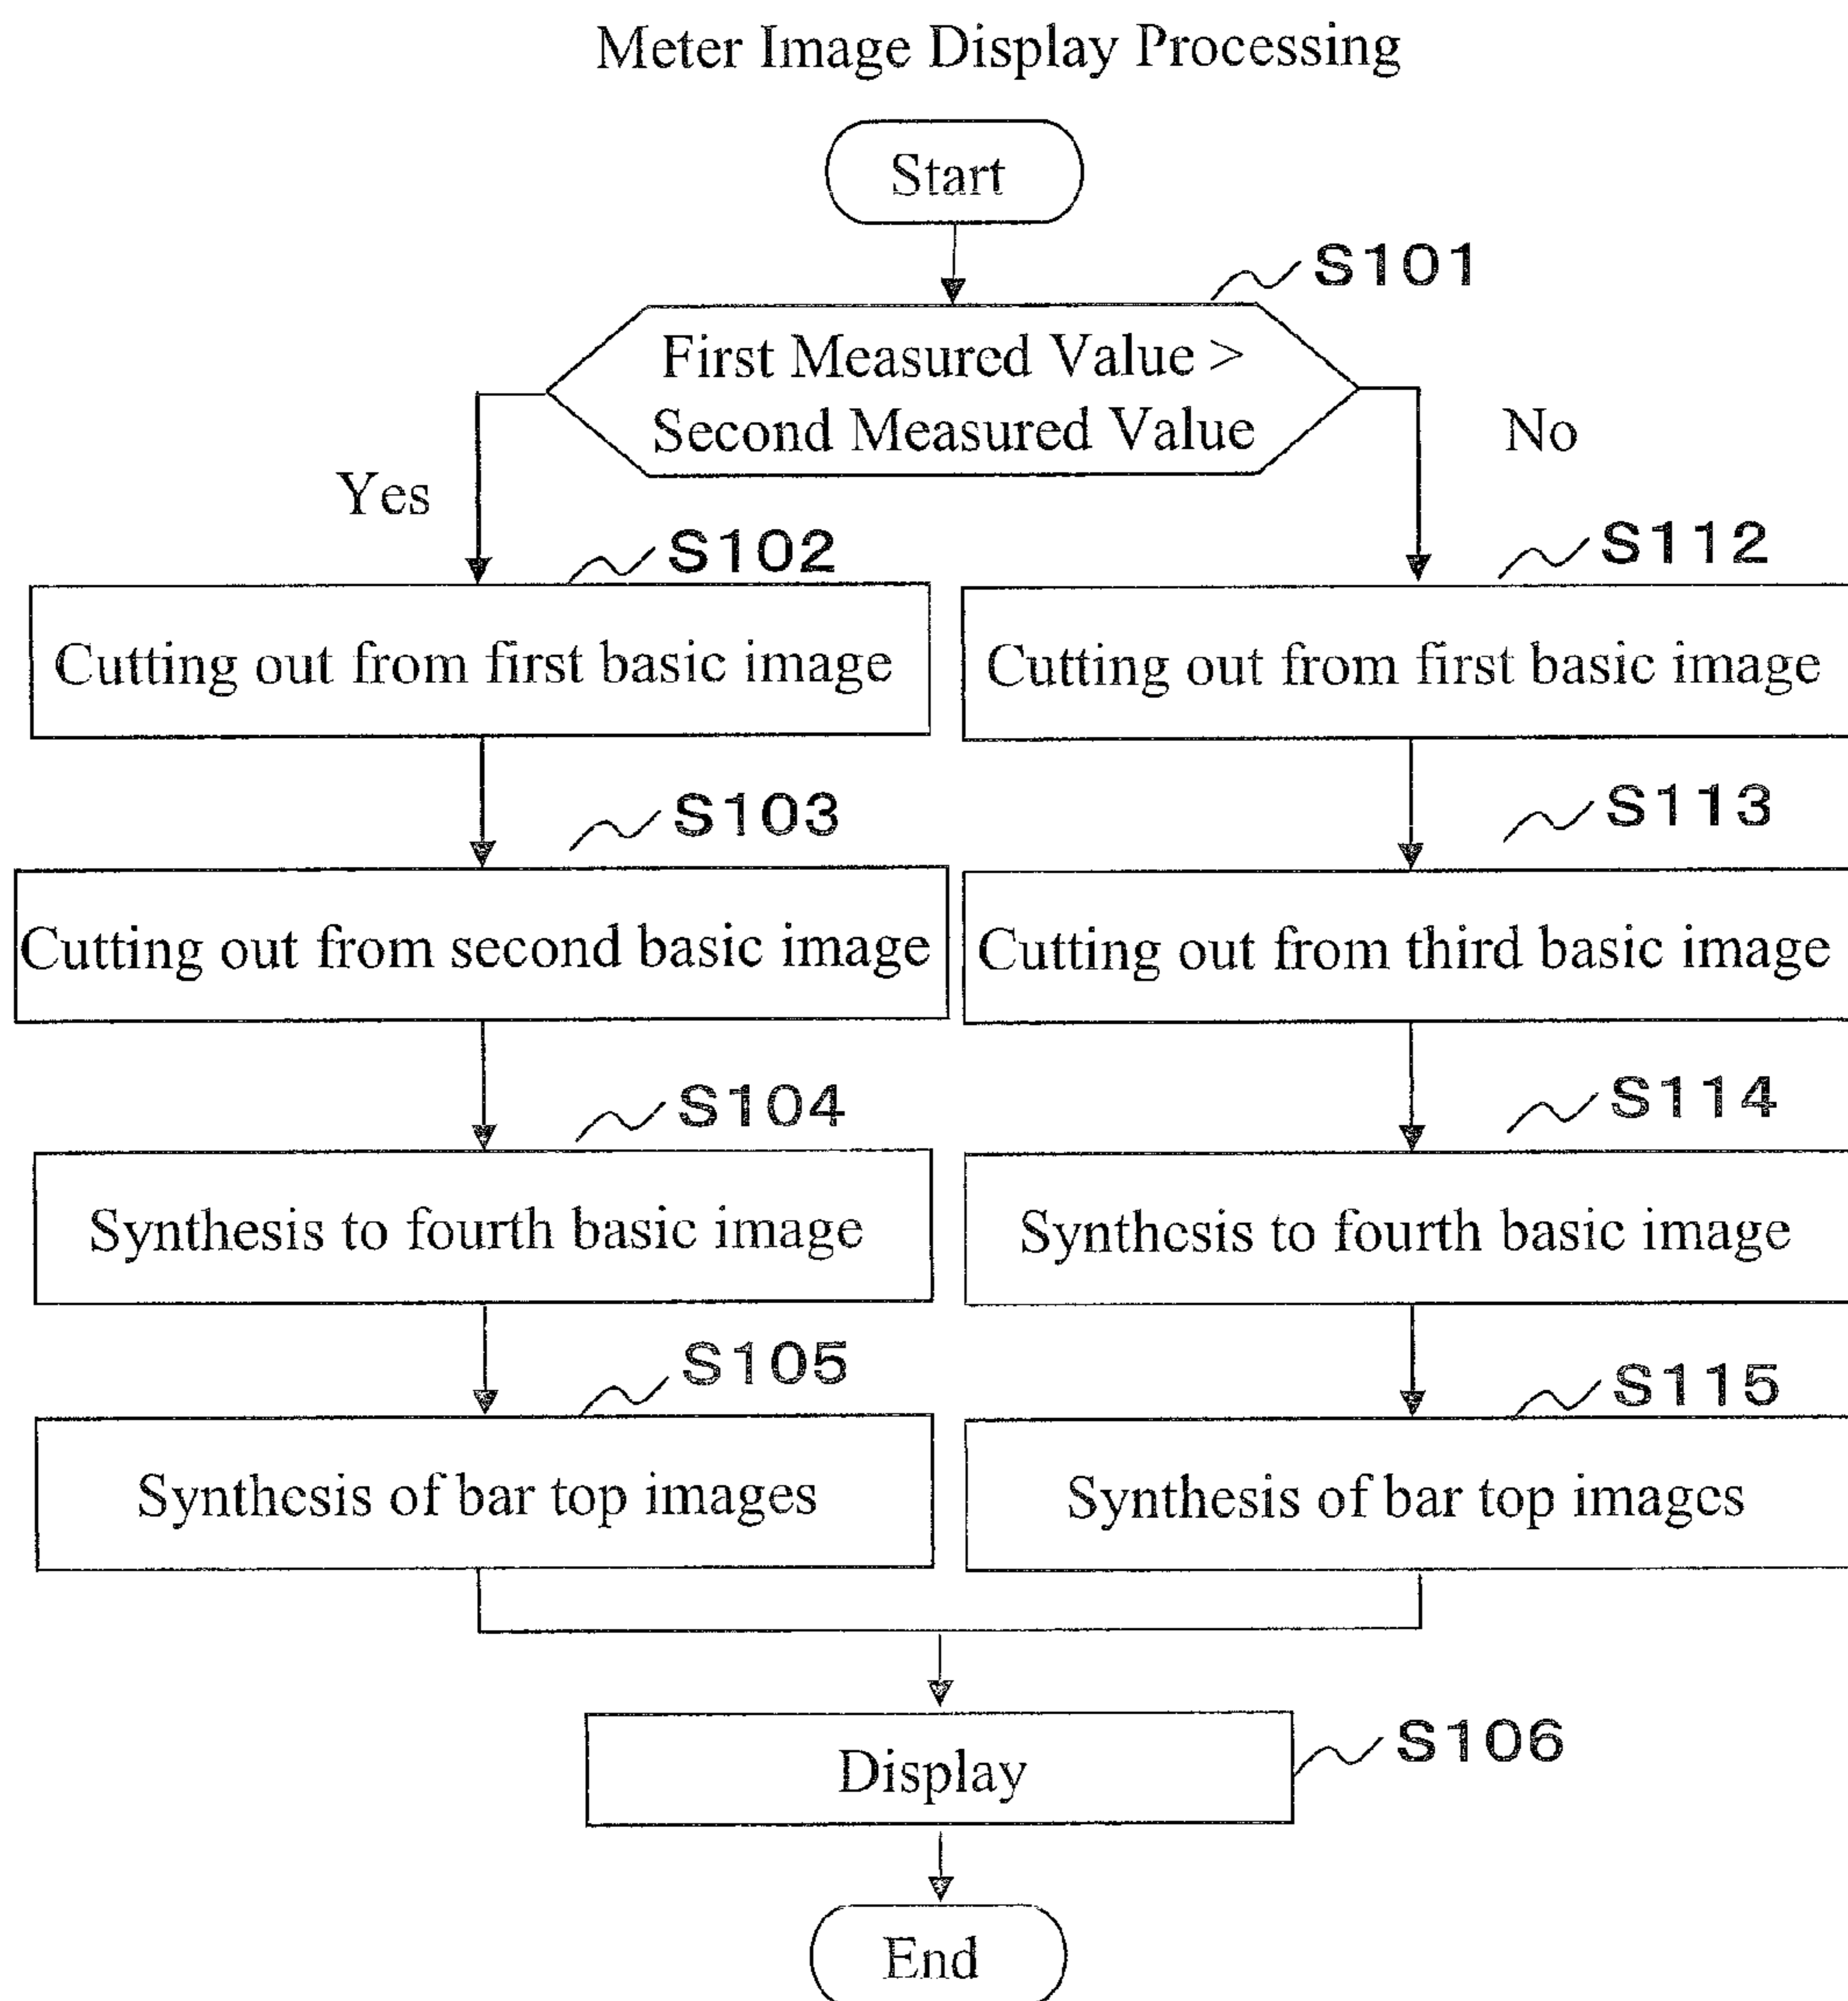 Meter Image Display Processing
Start
S101
First Measured Value >
Second Measured Value
Yes
No
S102
S112
Cutting out from first basic image
Cutting out from first basic image
S103
S113
Cutting out from second basic image
Cutting out from third basic image
S104
S114
Synthesis to fourth basic image
Synthesis to fourth basic image
S105
S115
Synthesis of bar top images
Synthesis of bar top images
Display
S106
End